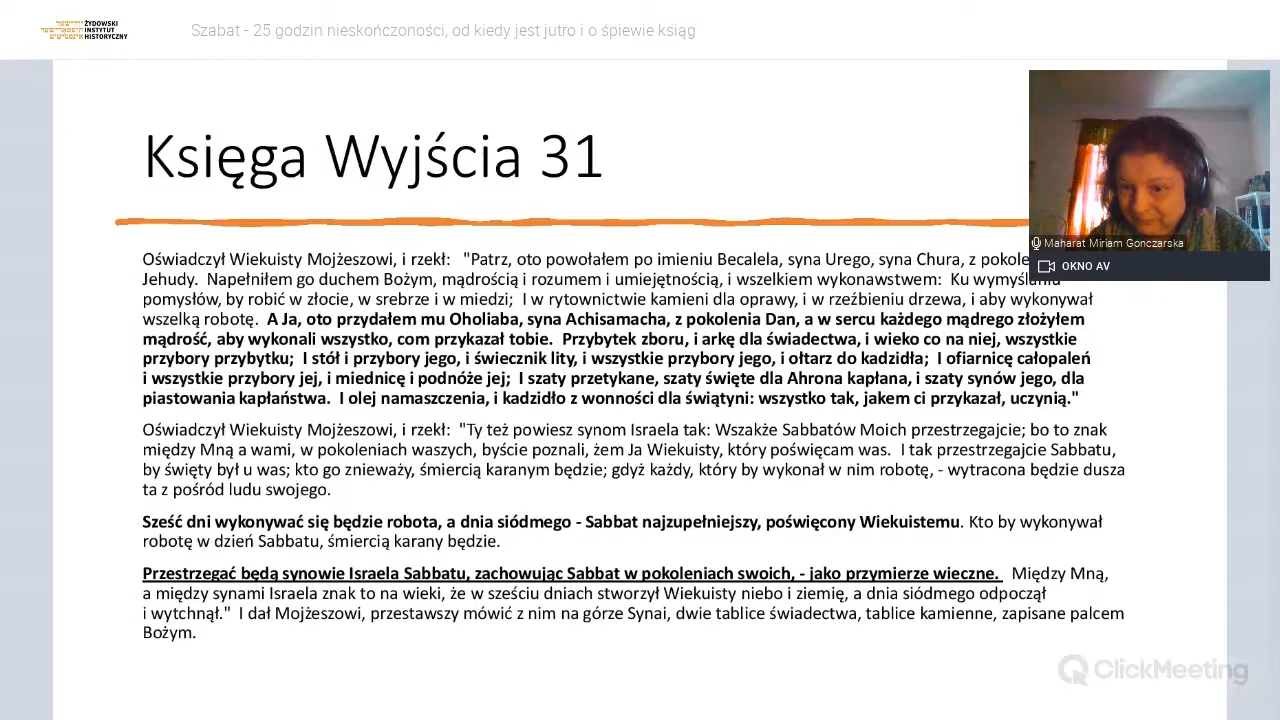 ייִדישער
היסטאָרישער
אינסטיטוט
ŻYDOWSKI
INSTYTUT
HISTORYCZNY
Szabat - 25 godzin nieskończoności, od kiedy jest jutro i o śpiewie ksiąg
Księga Wyjścia 31
Oświadczył Wiekuisty Mojżeszowi, i rzekł: "Patrz, oto powołałem po imieniu Becalela, syna Urego, syna Chura, z
Jehudy. Napełniłem go duchem Bożym, mądrością i rozumem i umiejętnością, i wszelkiem wykonawstwem: Ku
pomysłów, by robić w złocie, w srebrze i w miedzi; I w rytownictwie kamieni dla oprawy, i w rzeźbieniu drzewa, i aby wykonywał
wszelką robotę. A Ja, oto przydałem mu Oholiaba, syna Achisamacha, z pokolenia Dan, a w sercu każdego mądrego złożyłem
mądrość, aby wykonali wszystko, com przykazał tobie. Przybytek zboru, i arkę dla świadectwa, i wieko co na niej, wszystkie
przybory przybytku; I stół i przybory jego, i świecznik lity, i wszystkie przybory jego, i ołtarz do kadzidła; I ofiarnicę całopaleń
i wszystkie przybory jej, i miednicę i podnóże jej; I szaty przetykane, szaty święte dla Ahrona kapłana, i szaty synów jego, dla
piastowania kapłaństwa. I olej namaszczenia, i kadzidło z wonności dla świątyni: wszystko tak, jakem ci przykazał, uczynią."
Oświadczył Wiekuisty Mojżeszowi, i rzekł: "Ty też powiesz synom Israela tak: Wszakże Sabbatów Moich przestrzegajcie; bo to znak
między Mną a wami, w pokoleniach waszych, byście poznali, żem Ja Wiekuisty, który poświęcam was. I tak przestrzegajcie Sabbatu,
by święty był u was; kto go znieważy, śmiercią karanym będzie; gdyż każdy, który by wykonał w nim robotę, - wytracona będzie dusza
ta z pośród ludu swojego.
Sześć dni wykonywać się będzie robota, a dnia siódmego - Sabbat najzupełniejszy, poświęcony Wiekuistemu. Kto by wykonywał
robotę w dzień Sabbatu, śmiercią karany będzie.
Przestrzegać będą synowie Israela Sabbatu, zachowując Sabbat w pokoleniach swoich, - jako przymierze wieczne. Między Mną,
a między synami Israela znak to na wieki, że w sześciu dniach stworzył Wiekuisty niebo i ziemię, a dnia siódmego odpoczął
i wytchnął." I dał Mojżeszowi, przestawszy mówić z nim na górze Synai, dwie tablice świadectwa, tablice kamienne, zapisane palcem
Bożym.
Maharat Miriam Gonczarska
OKNO AV
ClickMeeting